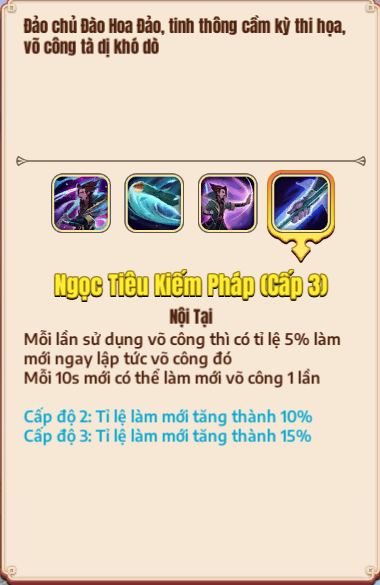 Đảo chủ Đào Hoa Đảo, tinh thông cầm kỳ thi họa,
võ công tà dị khó dò
Ngọc Tiêu Kiếm Pháp (Cấp 3)
Nội Tại
Mỗi lần sử dụng võ công thì có tỉ lệ 5% làm
mới ngay lập tức võ công đó
Mỗi 10s mới có thể làm mới võ công 1 lần
Cấp độ 2: Tỉ lệ làm mới tăng thành 10%
Cấp độ 3: Tỉ lệ làm mới tăng thành 15%